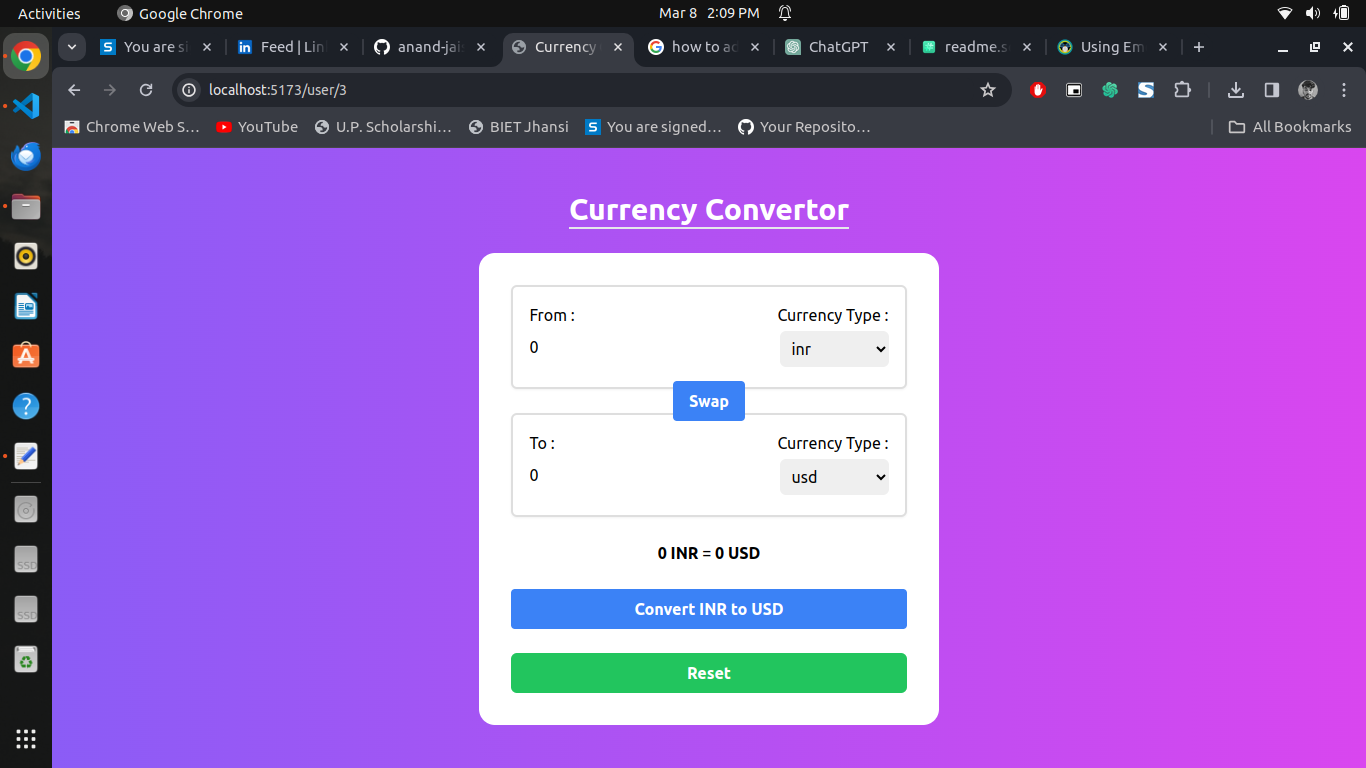 Activities Google Chrome Mar 8 2:09 PM
You are si Feed | Lin anand-jai Currency how to ad ChatGPT readme.s Using Em
localhost:5173/user/3
Chrome Web S... YouTube U.P. Scholarshi... BIET Jhansi You are signed... Your Reposito... All Bookmarks
Currency Convertor
From : Currency Type :
0 inr
Swap
To : Currency Type :
0 usd
0 INR = 0 USD
Convert INR to USD
Reset
SSD
SSD